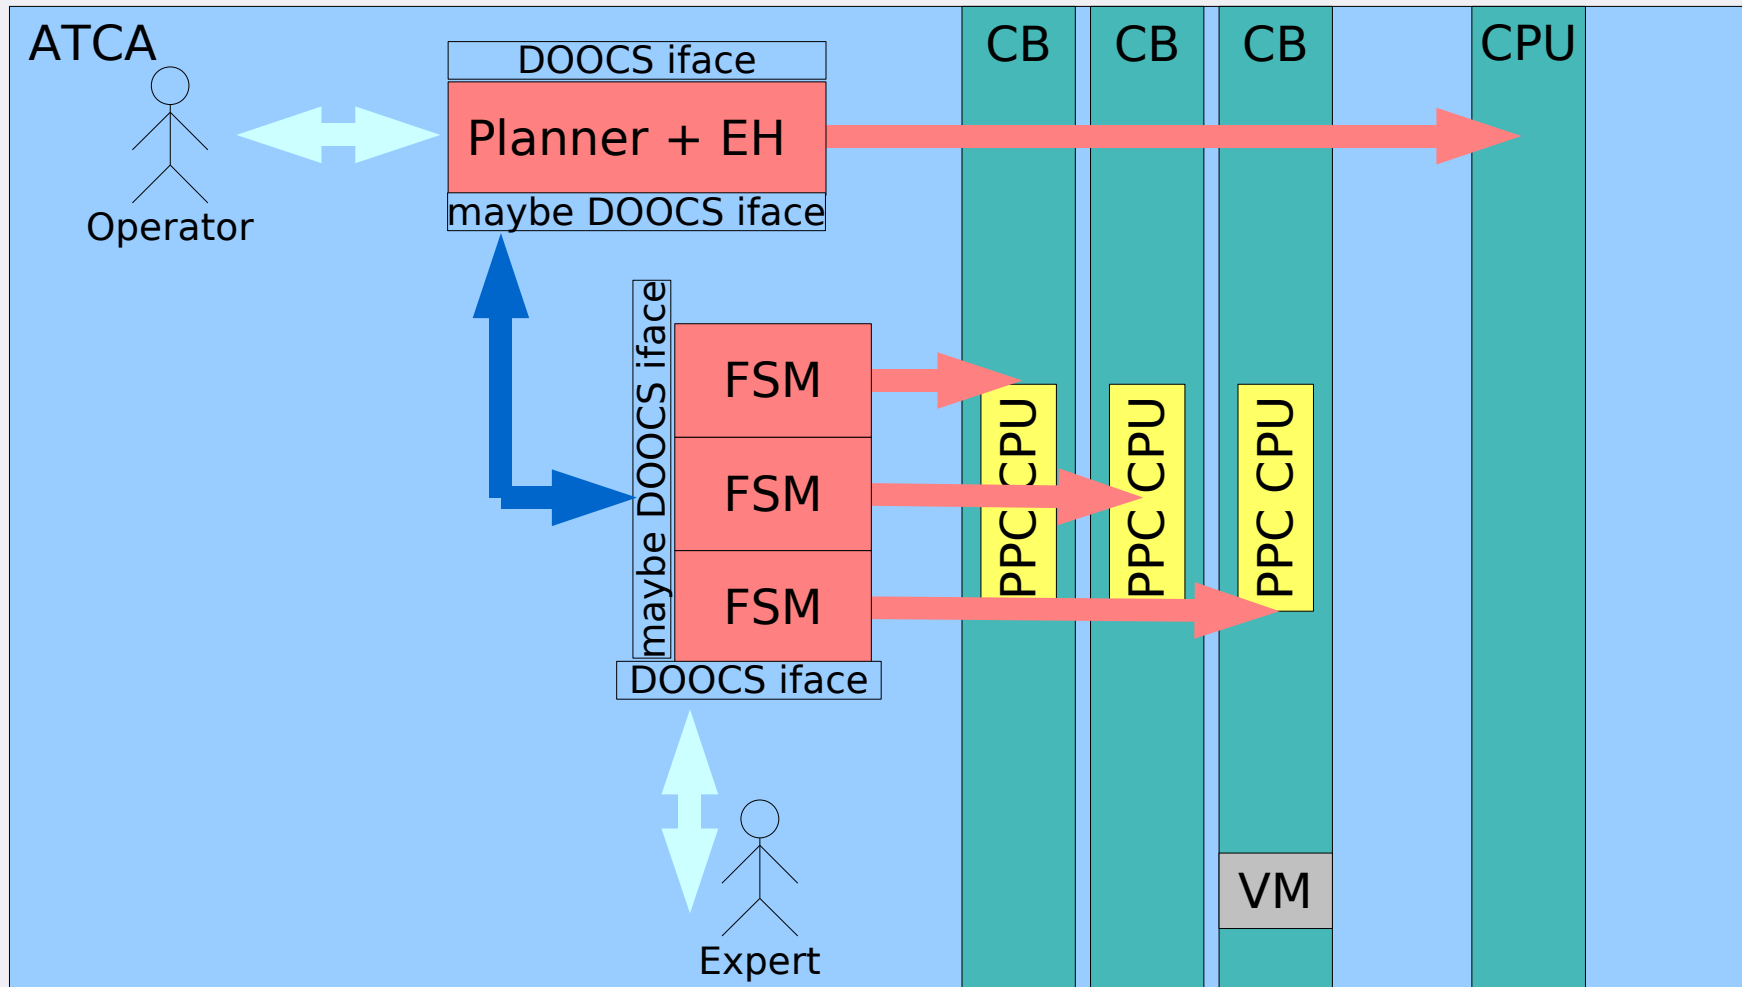 ATCA
DOOCS iface
CB
CB
CB
CPU
Planner + EH
maybe DOOCS iface
Operator
maybe DOOCS iface
FSM
FSM
FSM
PPC CPU
PPC CPU
PPC CPU
DOOCS iface
VM
Expert